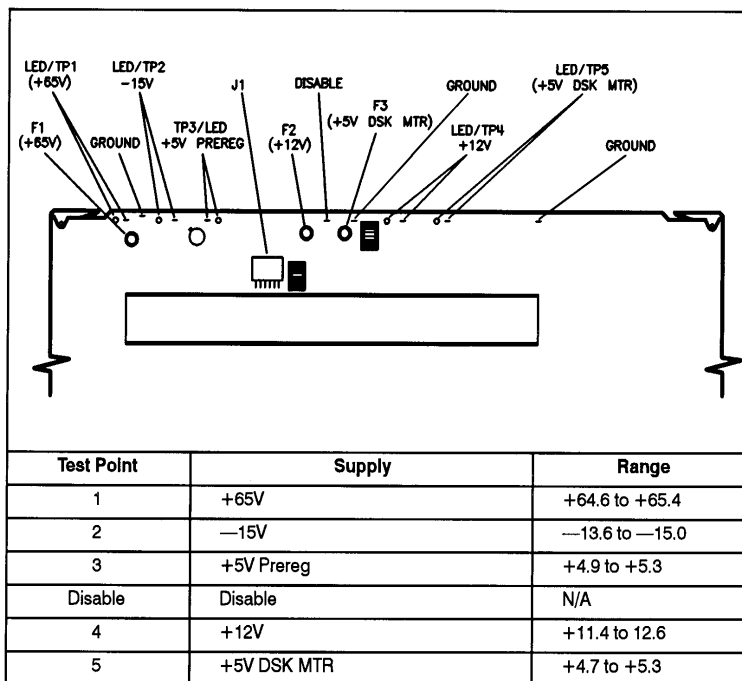 LED/TP1
(+65V)
LED/TP2
-15V
J1
DISABLE
GROUND
LED/TP5
(+5V DSK MTR)
F1
(+65V)
GROUND
TP3/LED
+5V PREREG
F2
(+12V)
F3
(+5V DSK MTR)
LED/TP4
+12V
GROUND
Test Point Supply Range
1 +65V +64.6 to +65.4
2 —15V —13.6 to —15.0
3 +5V Prereg +4.9 to +5.3
Disable Disable N/A
4 +12V +11.4 to 12.6
5 +5V DSK MTR +4.7 to +5.3